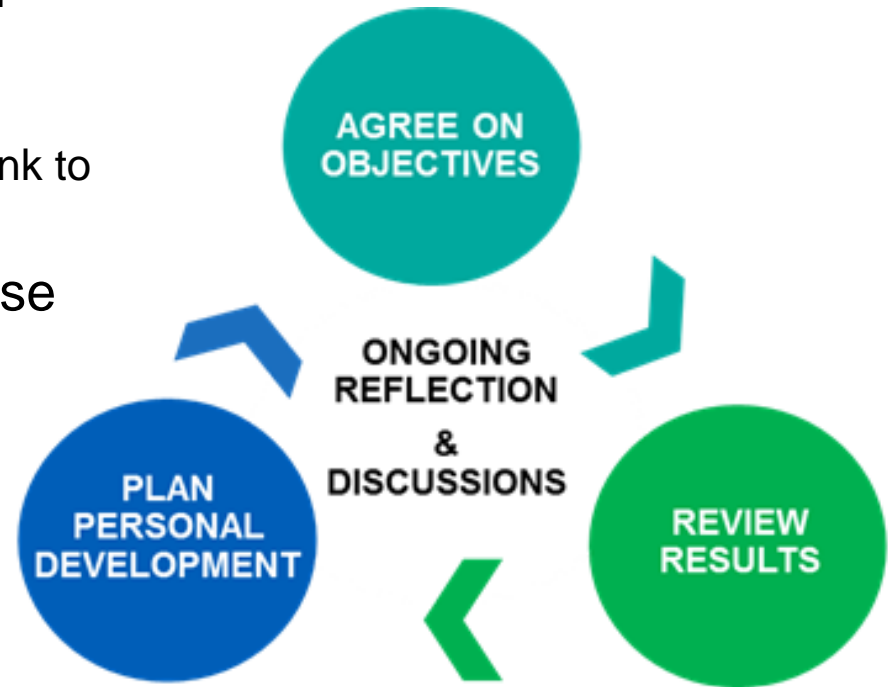 nk to
se
AGREE ON
OBJECTIVES
ONGOING
REFLECTION
&
DISCUSSIONS
PLAN
PERSONAL
DEVELOPMENT
REVIEW
RESULTS